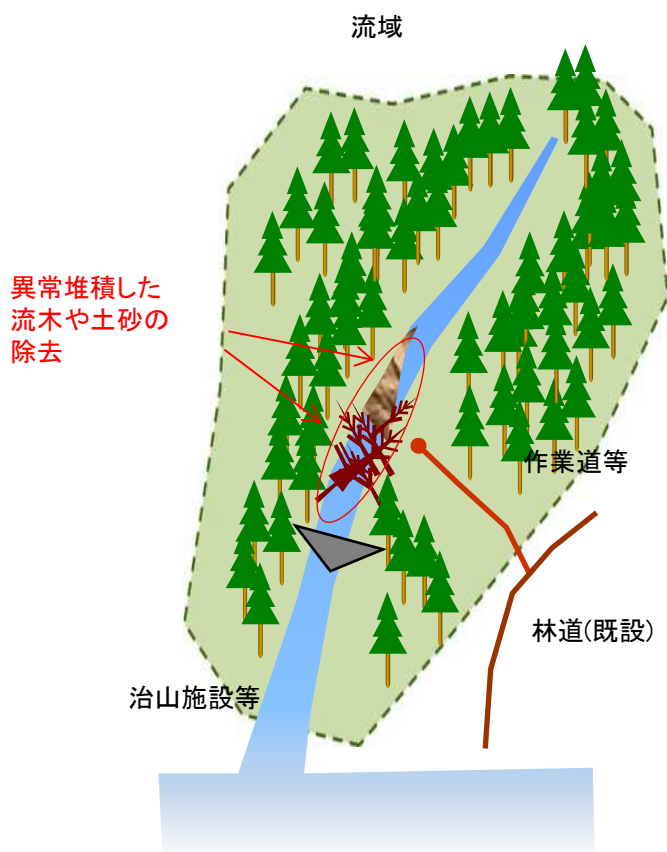 流域
異常堆積した
流木や土砂の
除去
作業道等
林道(既設)
治山施設等